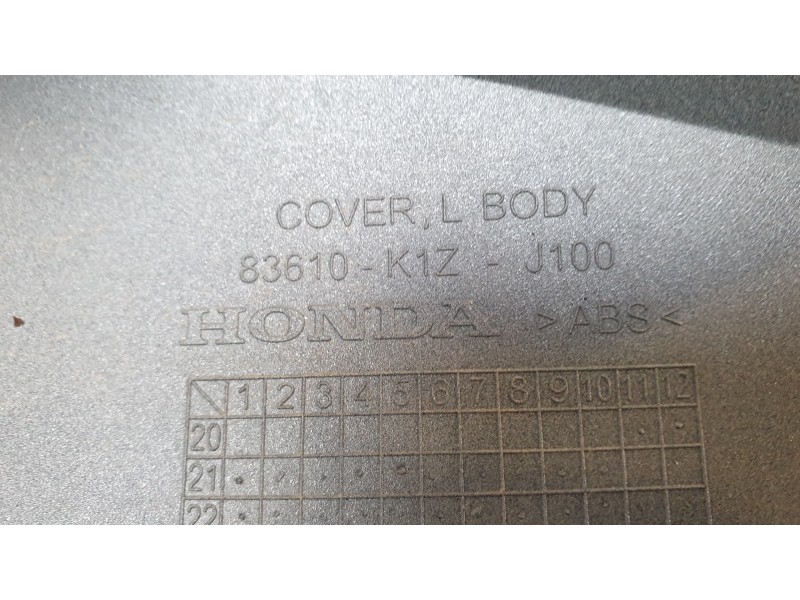 COVER, L BODY
83610 - K1Z - J100
HONDA >ABS<
1 2 3 4 5 6 7 8 9 10 11 12
20
21
22